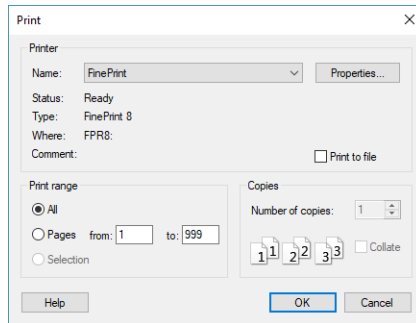 Print
Printer
Name: FinePrint Properties...
Status: Ready
Type: FinePrint 8
Where: FPR8:
Comment: Print to file
Print range
All
Pages from: 1 to: 999
Selection
Copies
Number of copies: 1
1 1 2 2 3 3 Collate
Help OK Cancel